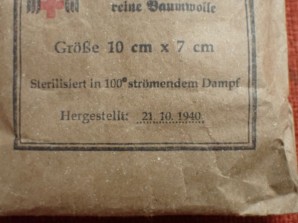 reine Baumwolle
Größe 10 cm x 7 cm
Sterilisiert in 100° strömendem Dampf
Hergestellt: 21. 10. 1940.